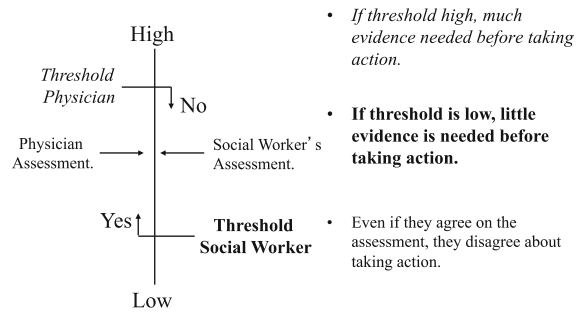 High
Threshold
Physician
No
Physician
Assessment.
Social Worker’s
Assessment.
Yes
Threshold
Social Worker
Low
• If threshold high, much
evidence needed before taking
action.
• If threshold is low, little
evidence is needed before
taking action.
• Even if they agree on the
assessment, they disagree about
taking action.